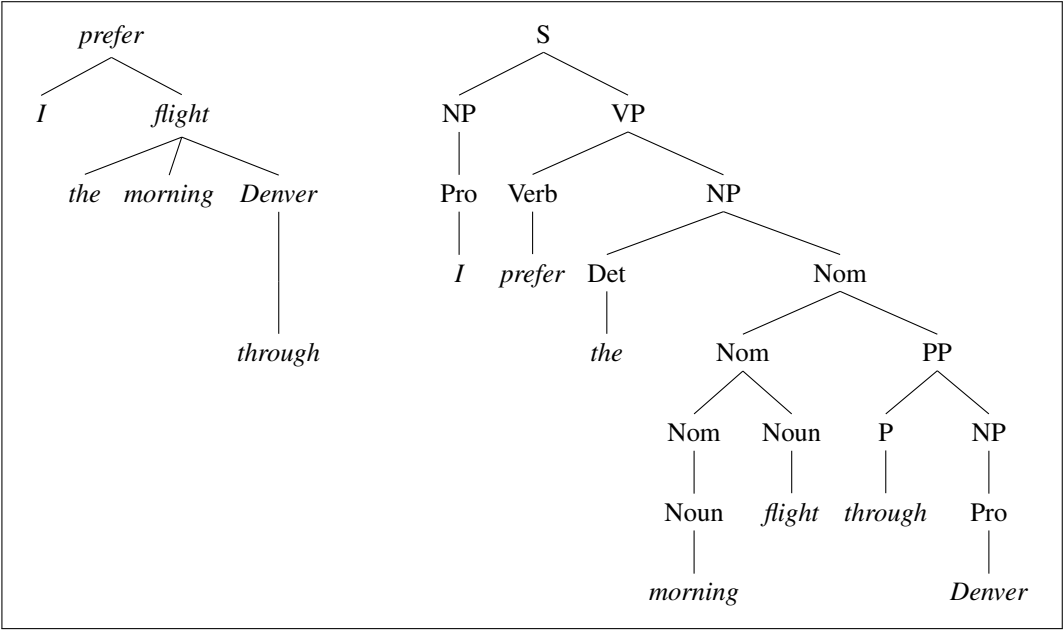 prefer S
I flight NP VP
the morning Denver Pro Verb NP
I prefer Det Nom
through the Nom PP
Nom Noun P NP
Noun flight through Pro
morning Denver